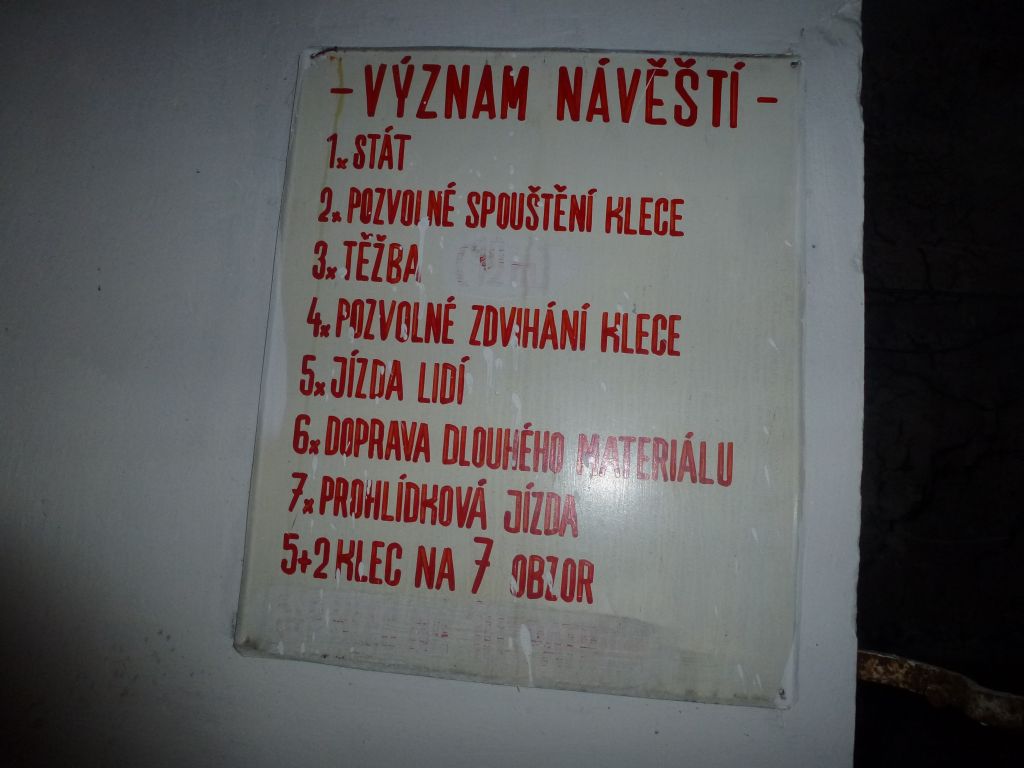 - VÝZNAM NÁVĚŠTÍ -
1x STÁT
2x POZVOLNÉ SPOUŠTĚNÍ KLECE
3x TĚŽBA
4x POZVOLNÉ ZDVIHÁNÍ KLECE
5x JÍZDA LIDÍ
6x DOPRAVA DLOUHÉHO MATERIÁLU
7x PROHLÍDKOVÁ JÍZDA
5+2 KLEC NA 7 OBZOR